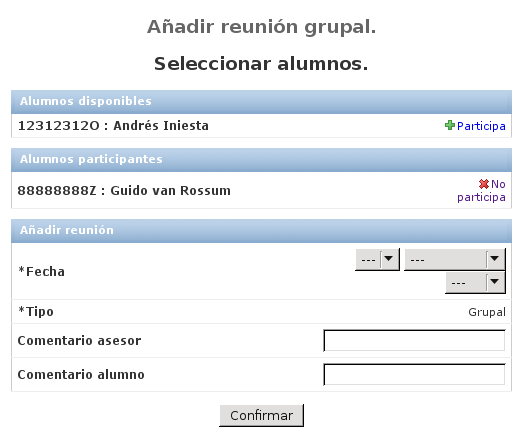 Añadir reunión grupal.
Seleccionar alumnos.
Alumnos disponibles
12312312O : Andrés Iniesta Participa
Alumnos participantes
88888888Z : Guido van Rossum No participa
Añadir reunión
*Fecha --- --- ---
*Tipo Grupal
Comentario asesor
Comentario alumno
Confirmar